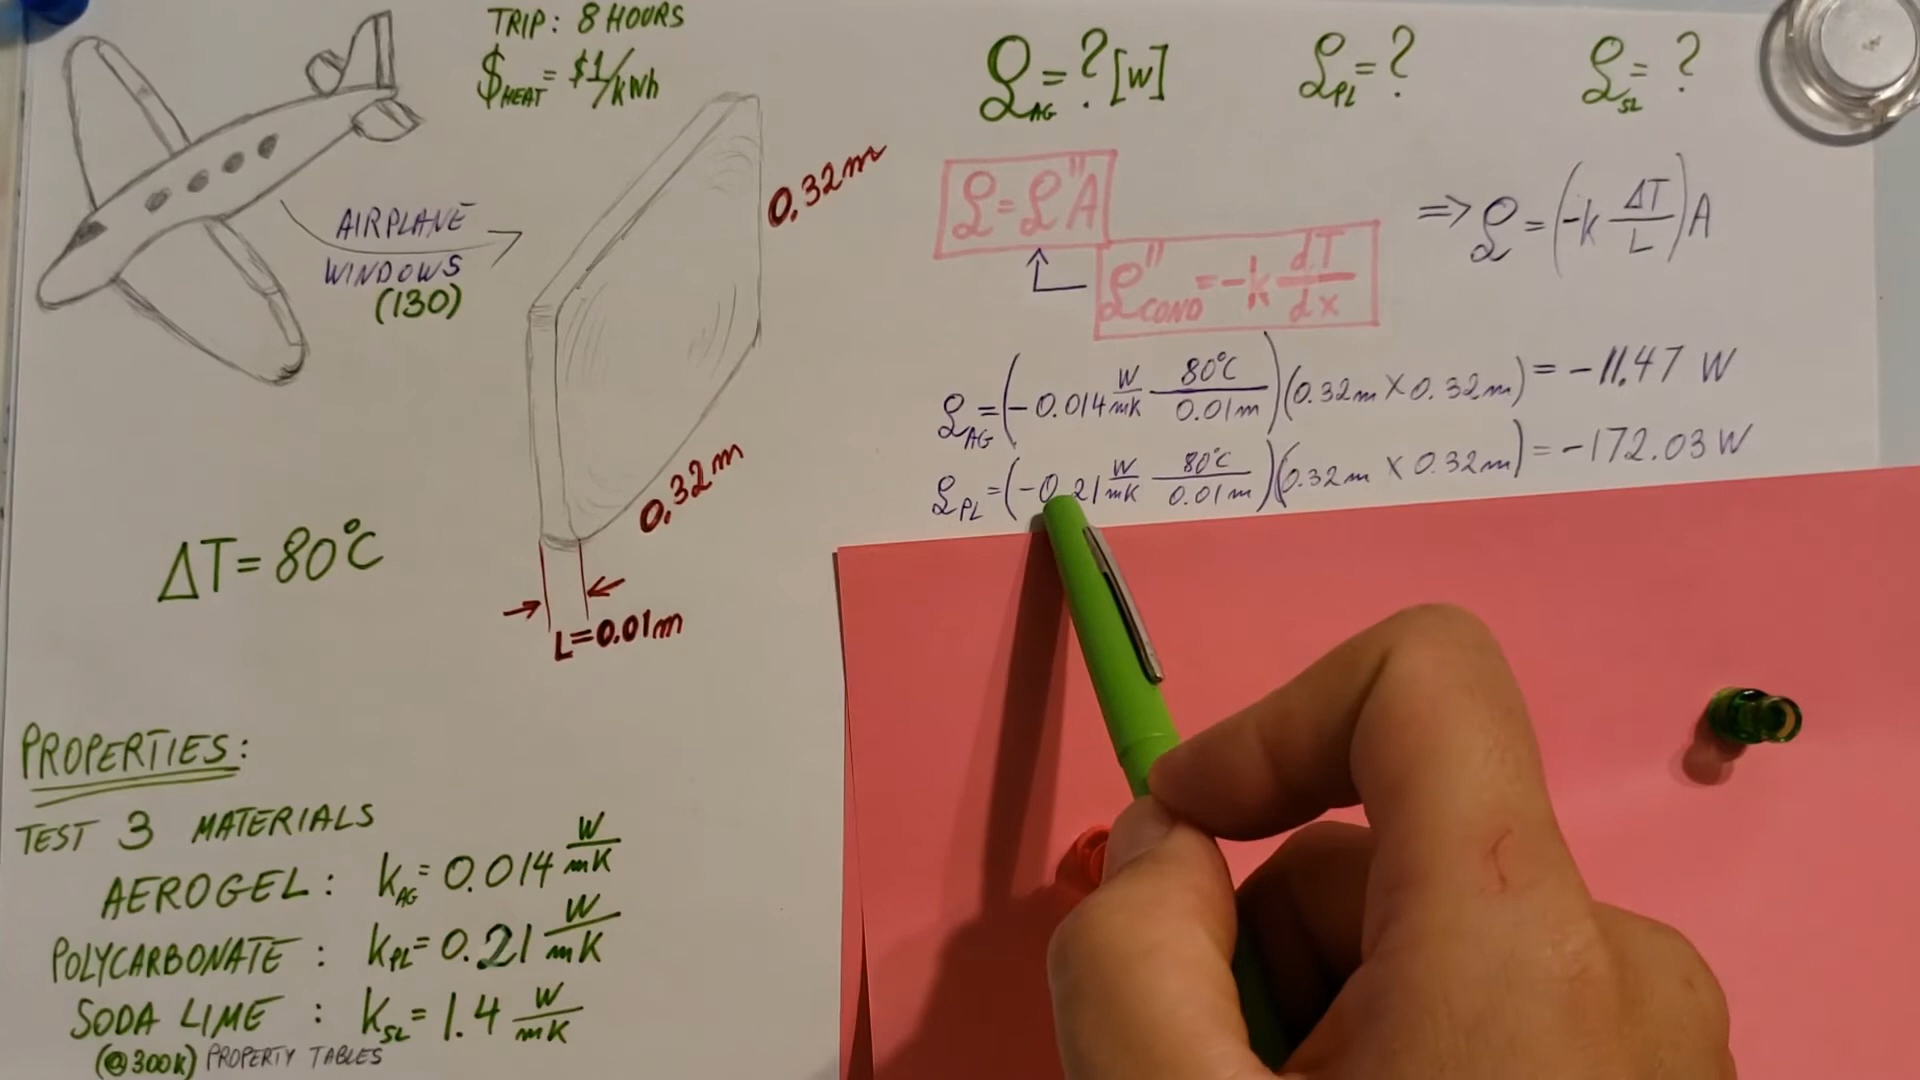 TRIP: 8 HOURS
$HEAT = $1/kWh
AIRPLANE
WINDOWS
(130)
0.32m
0.32m
L=0.01m
ΔT=80°C
PROPERTIES:
TEST 3 MATERIALS
AEROGEL: kAG=0.014 W/mK
POLYCARBONATE: kPL=0.21 W/mK
SODA LIME: kSL=1.4 W/mK
(@300K) PROPERTY TABLES
QAG=?[W] QPL=? QSL=?
Q=Q"A
Q"COND=-k dT/dx
=> Q=(-k ΔT/L)A
QAG=(-0.014 W/mK 80°C/0.01m)(0.32m X 0.32m)=-11.47 W
QPL=(-0.21 W/mK 80°C/0.01m)(0.32m X 0.32m)=-172.03 W